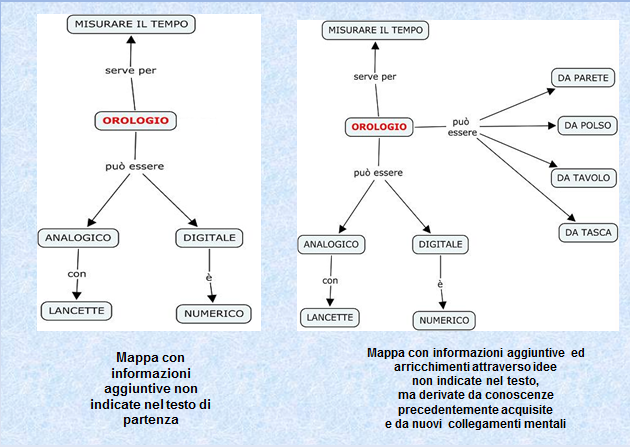 MISURARE IL TEMPO
serve per
OROLOGIO
può essere
ANALOGICO
DIGITALE
con
è
LANCETTE
NUMERICO
Mappa con
informazioni
aggiuntive non
indicate nel testo di
partenza
MISURARE IL TEMPO
serve per
OROLOGIO
può
essere
DA PARETE
DA POLSO
DA TAVOLO
DA TASCA
può essere
ANALOGICO
DIGITALE
con
è
LANCETTE
NUMERICO
Mappa con informazioni aggiuntive ed
arricchimenti attraverso idee
non indicate nel testo,
ma derivate da conoscenze
precedentemente acquisite
e da nuovi collegamenti mentali